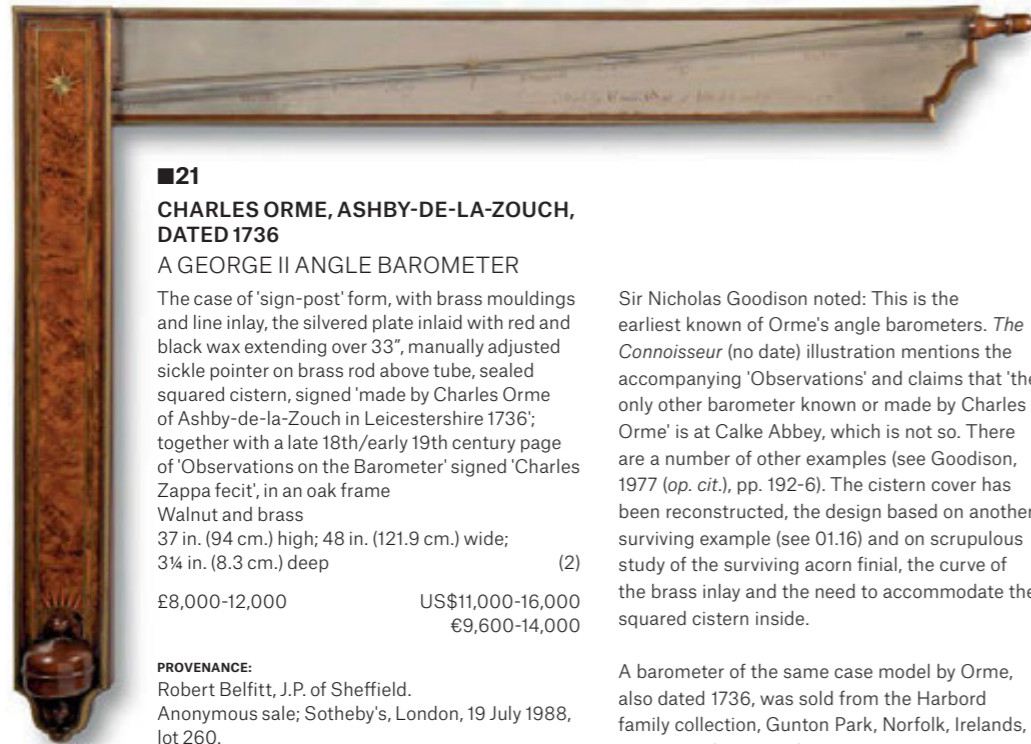 ■21
CHARLES ORME, ASHBY-DE-LA-ZOUCH,
DATED 1736
A GEORGE II ANGLE BAROMETER
The case of 'sign-post' form, with brass mouldings
and line inlay, the silvered plate inlaid with red and
black wax extending over 33”, manually adjusted
sickle pointer on brass rod above tube, sealed
squared cistern, signed 'made by Charles Orme
of Ashby-de-la-Zouch in Leicestershire 1736';
together with a late 18th/early 19th century page
of 'Observations on the Barometer' signed 'Charles
Zappa fecit', in an oak frame
Walnut and brass
37 in. (94 cm.) high; 48 in. (121.9 cm.) wide;
3¼ in. (8.3 cm.) deep (2)
£8,000-12,000 US$11,000-16,000
€9,600-14,000
PROVENANCE:
Robert Belfitt, J.P. of Sheffield.
Anonymous sale; Sotheby's, London, 19 July 1988,
lot 260.
Sir Nicholas Goodison noted: This is the
earliest known of Orme's angle barometers. The
Connoisseur (no date) illustration mentions the
accompanying 'Observations' and claims that 'the
only other barometer known or made by Charles
Orme' is at Calke Abbey, which is not so. There
are a number of other examples (see Goodison,
1977 (op. cit.), pp. 192-6). The cistern cover has
been reconstructed, the design based on another
surviving example (see 01.16) and on scrupulous
study of the surviving acorn finial, the curve of
the brass inlay and the need to accommodate the
squared cistern inside.
A barometer of the same case model by Orme,
also dated 1736, was sold from the Harbord
family collection, Gunton Park, Norfolk, Irelands,